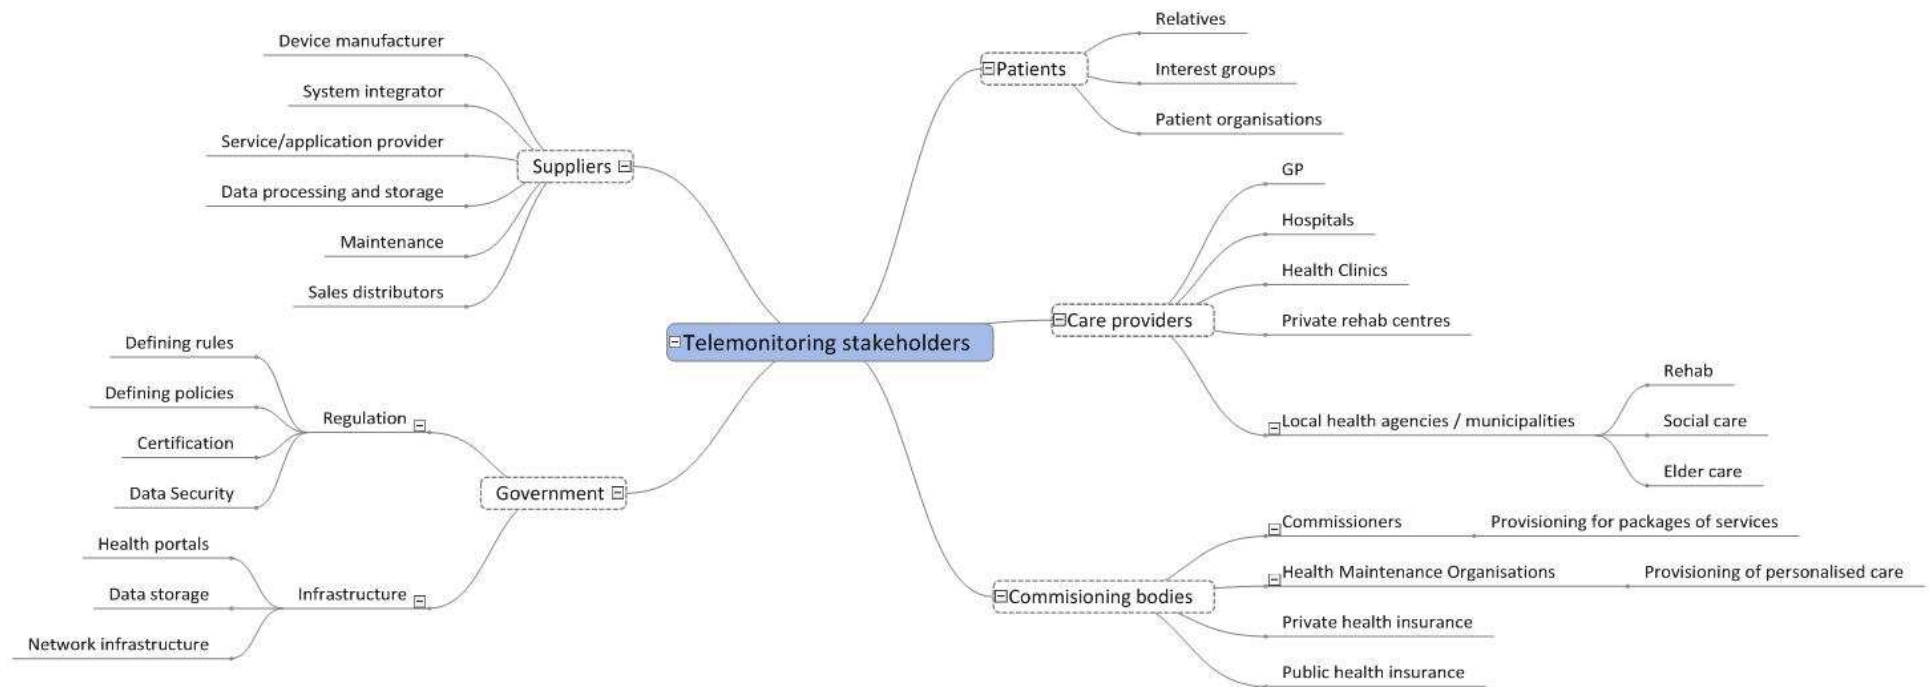 Telemonitoring stakeholders
Patients
Relatives
Interest groups
Patient organisations
Care providers
GP
Hospitals
Health Clinics
Private rehab centres
Local health agencies / municipalities
Rehab
Social care
Elder care
Commisioning bodies
Commissioners
Provisioning for packages of services
Health Maintenance Organisations
Provisioning of personalised care
Private health insurance
Public health insurance
Suppliers
Device manufacturer
System integrator
Service/application provider
Data processing and storage
Maintenance
Sales distributors
Government
Regulation
Defining rules
Defining policies
Certification
Data Security
Infrastructure
Health portals
Data storage
Network infrastructure